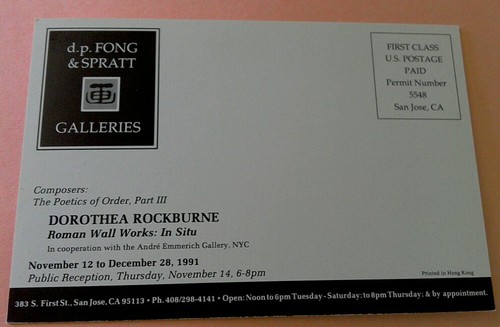 d.p. FONG
& SPRATT
GALLERIES
FIRST CLASS
U.S. POSTAGE
PAID
Permit Number
5548
San Jose, CA
Composers:
The Poetics of Order, Part III
DOROTHEA ROCKBURNE
Roman Wall Works: In Situ
In cooperation with the André Emmerich Gallery, NYC
November 12 to December 28, 1991
Public Reception, Thursday, November 14, 6-8pm
Printed in Hong Kong
383 S. First St., San Jose, CA 95113 • Ph. 408/298-4141 • Open: Noon to 6pm Tuesday - Saturday; to 8pm Thursday; & by appointment.